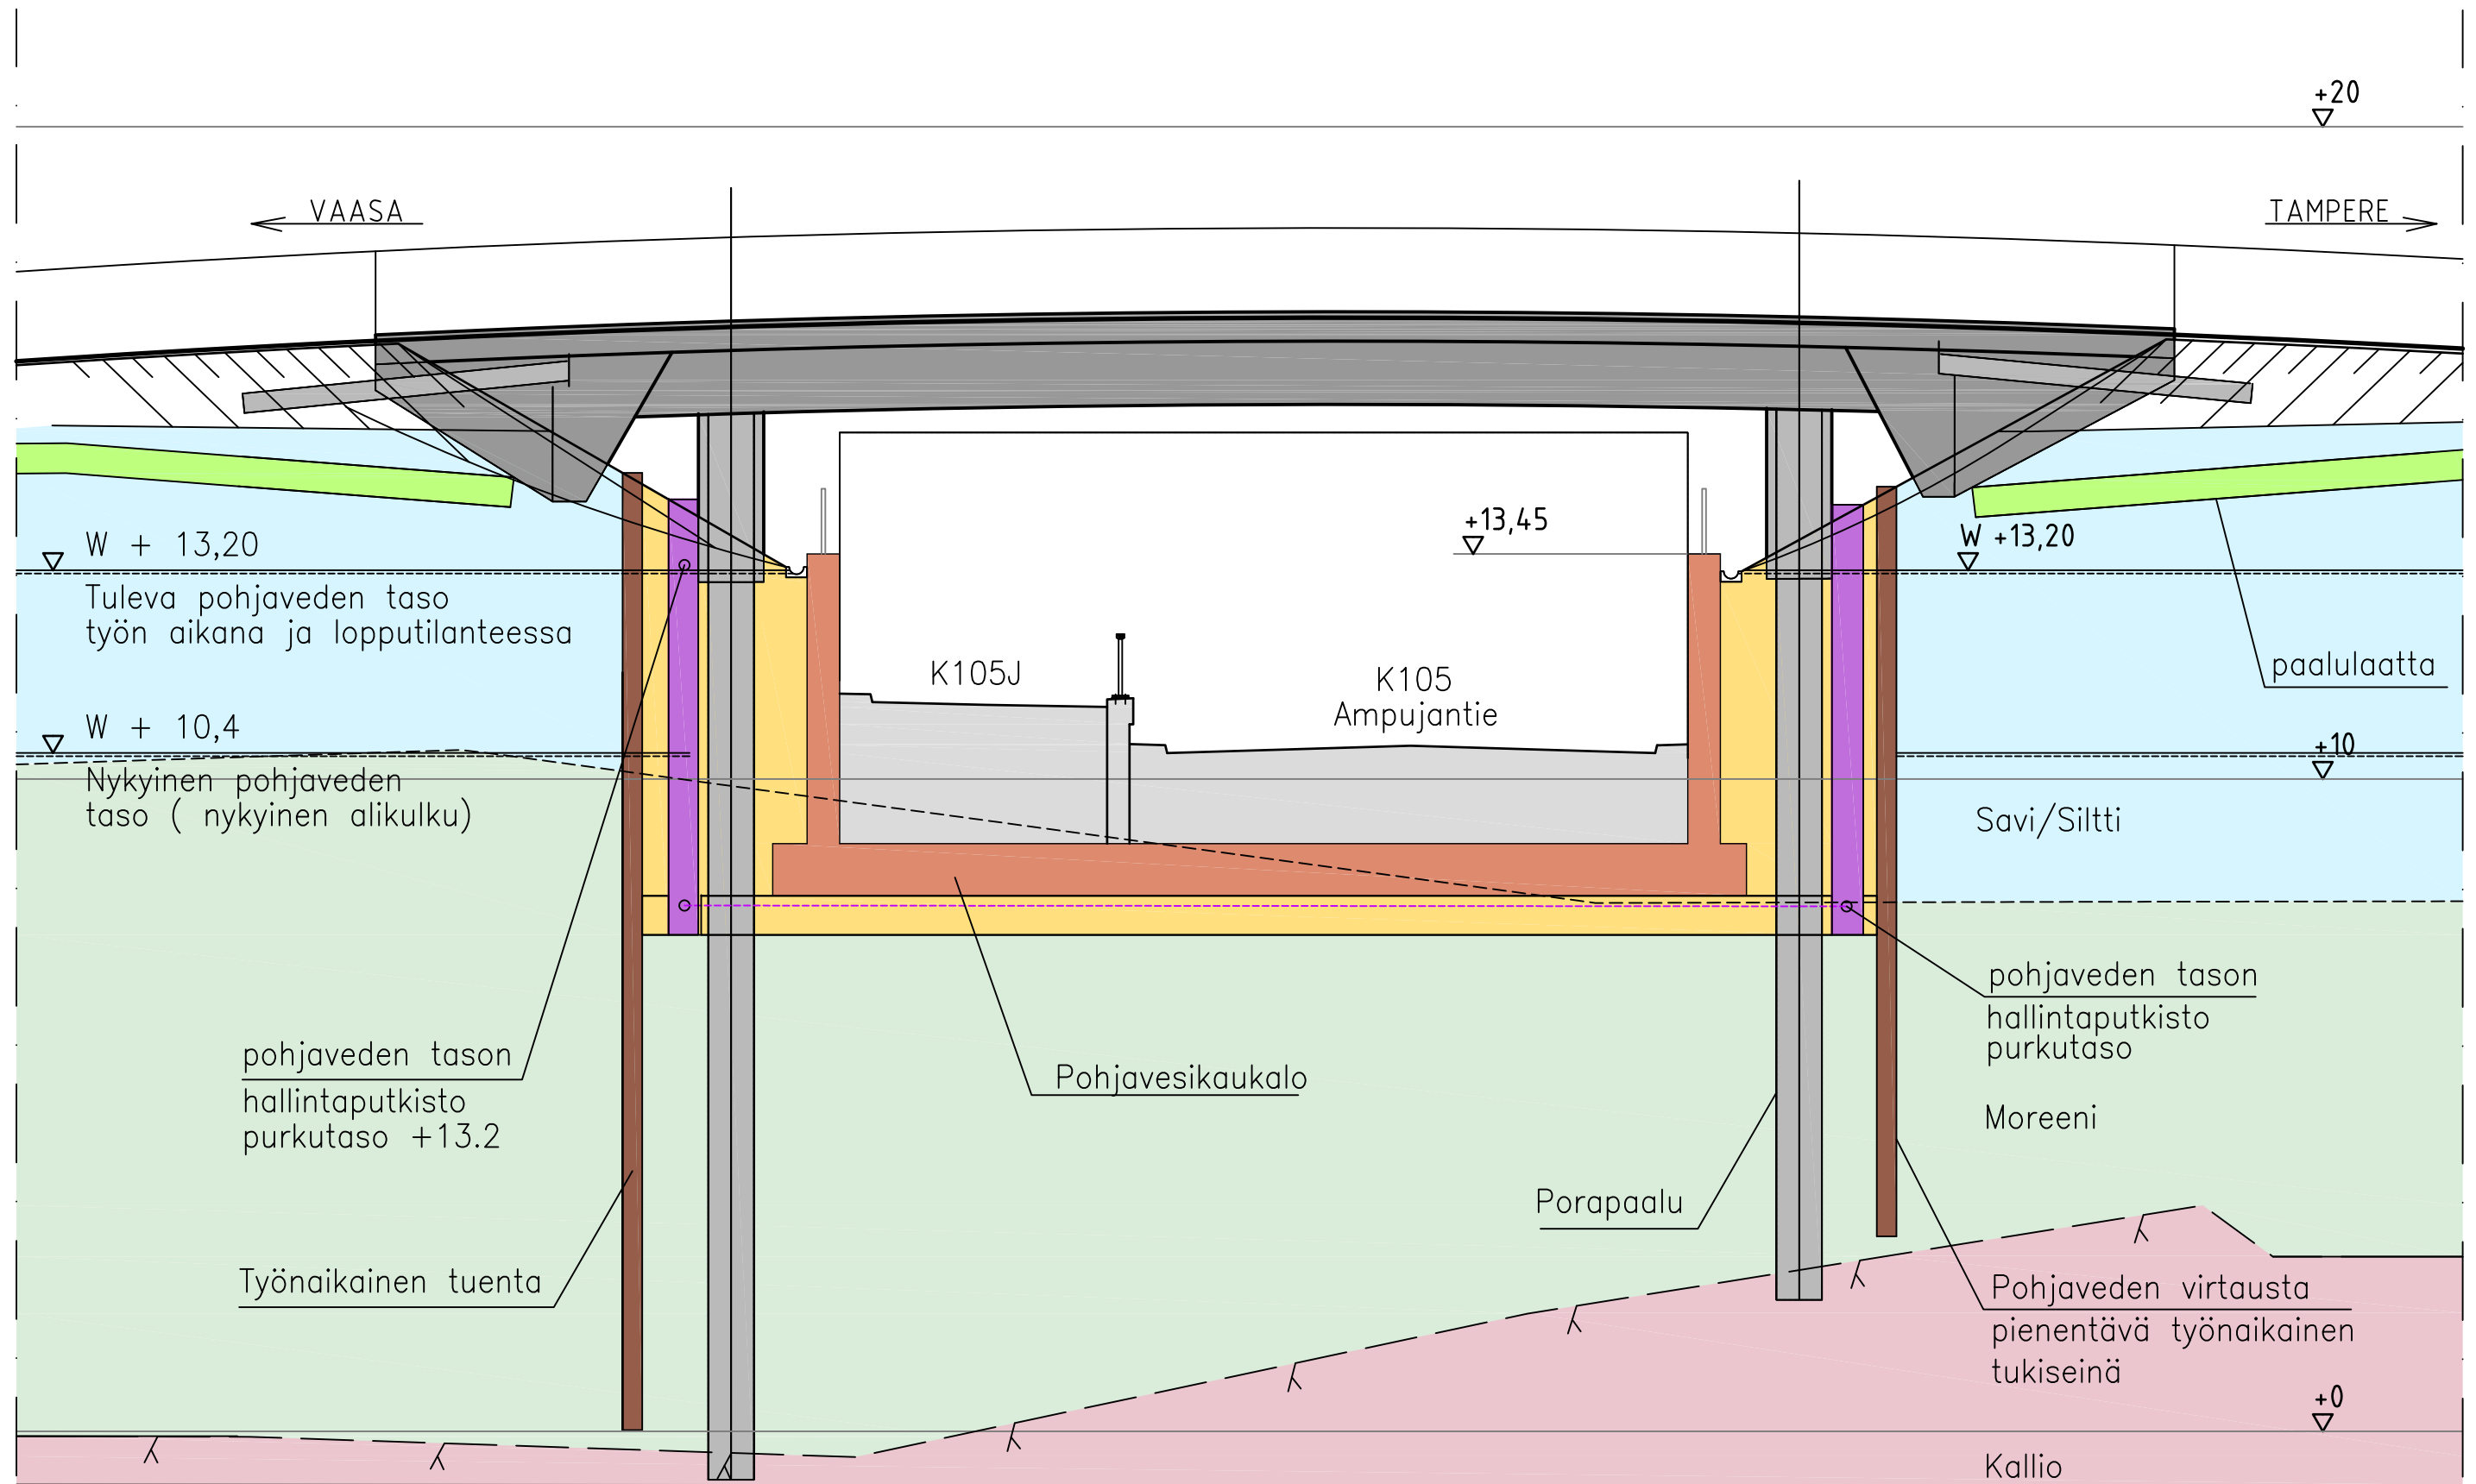 +20
VAASA
TAMPERE
+13,45
W + 13,20
W +13,20
Tuleva pohjaveden taso
työn aikana ja lopputilanteessa
K105J
K105
Ampujantie
paalulaatta
W + 10,4
+10
Nykyinen pohjaveden
taso ( nykyinen alikulku)
Savi/Siltti
pohjaveden tason
hallintaputkisto
purkutaso
pohjaveden tason
hallintaputkisto
purkutaso +13.2
Pohjavesikaukalo
Moreeni
Porapaalu
Työnaikainen tuenta
Pohjaveden virtausta
pienentävä työnaikainen
tukiseinä
+0
Kallio